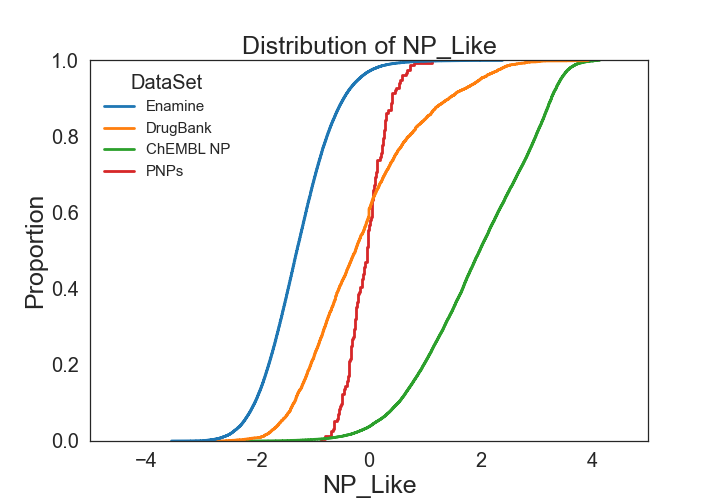 Distribution of NP_Like
DataSet
Enamine
DrugBank
ChEMBL NP
PNPs
Proportion
1.0
0.8
0.6
0.4
0.2
0.0
−4
−2
0
2
4
NP_Like